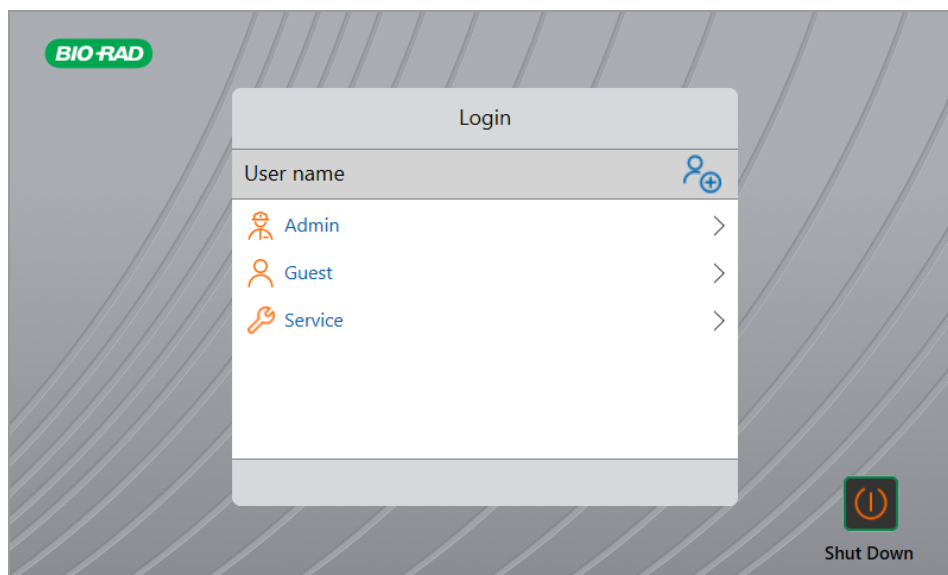 BIO-RAD
Login
User name
Admin
Guest
Service
Shut Down